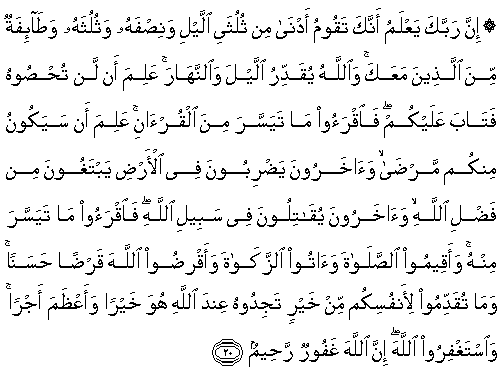 ۞ إِنَّ رَبَّكَ يَعْلَمُ أَنَّكَ تَقُومُ أَدْنَىٰ مِن ثُلُثَىِ ٱلَّيْلِ وَنِصْفَهُۥ وَثُلُثَهُۥ وَطَآئِفَةٌ
مِّنَ ٱلَّذِينَ مَعَكَ ۚ وَٱللَّهُ يُقَدِّرُ ٱلَّيْلَ وَٱلنَّهَارَ ۚ عَلِمَ أَن لَّن تُحْصُوهُ
فَتَابَ عَلَيْكُمْ ۖ فَٱقْرَءُوا۟ مَا تَيَسَّرَ مِنَ ٱلْقُرْءَانِ ۚ عَلِمَ أَن سَيَكُونُ
مِنكُم مَّرْضَىٰ ۙ وَءَاخَرُونَ يَضْرِبُونَ فِى ٱلْأَرْضِ يَبْتَغُونَ مِن
فَضْلِ ٱللَّهِ ۙ وَءَاخَرُونَ يُقَٰتِلُونَ فِى سَبِيلِ ٱللَّهِ ۖ فَٱقْرَءُوا۟ مَا تَيَسَّرَ
مِنْهُ ۚ وَأَقِيمُوا۟ ٱلصَّلَوٰةَ وَءَاتُوا۟ ٱلزَّكَوٰةَ وَأَقْرِضُوا۟ ٱللَّهَ قَرْضًا حَسَنًا ۚ
وَمَا تُقَدِّمُوا۟ لِأَنفُسِكُم مِّنْ خَيْرٍ تَجِدُوهُ عِندَ ٱللَّهِ هُوَ خَيْرًا وَأَعْظَمَ أَجْرًا ۚ
وَٱسْتَغْفِرُوا۟ ٱللَّهَ ۖ إِنَّ ٱللَّهَ غَفُورٌ رَّحِيمٌۢ ٢٠